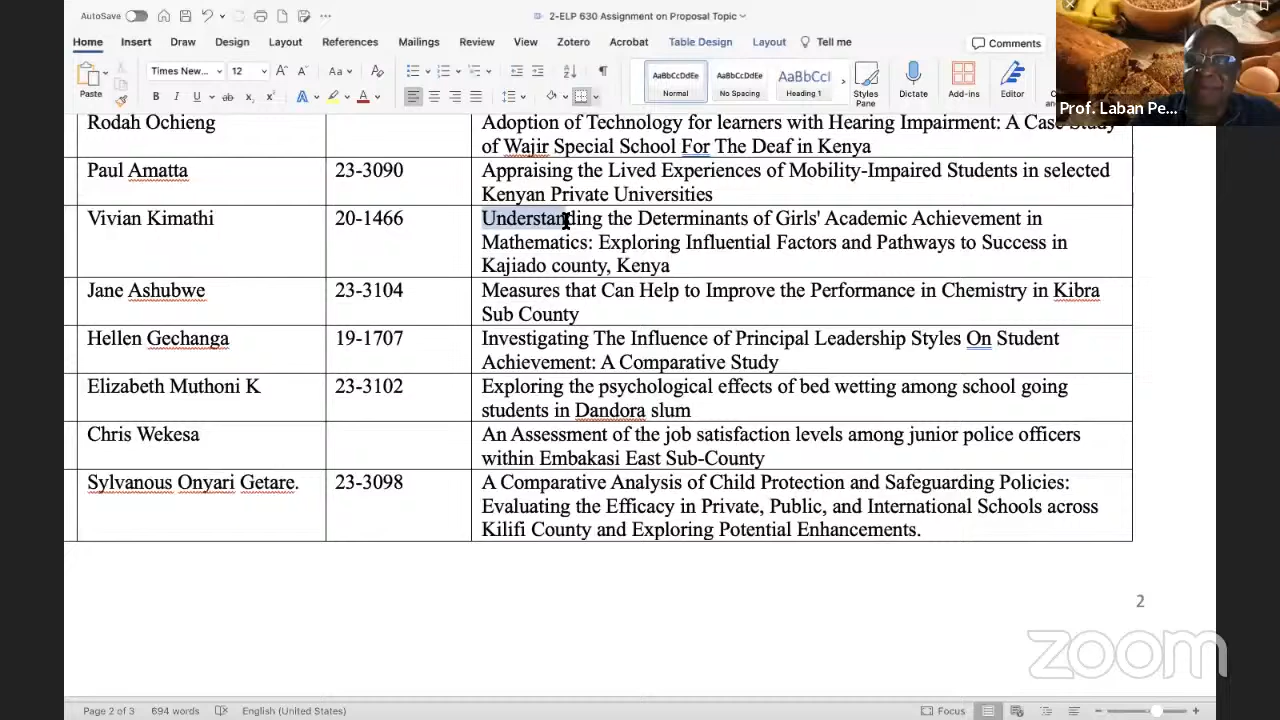 AutoSave
2-ELP 630 Assignment on Proposal Topic
Home Insert Draw Design Layout References Mailings Review View Zotero Acrobat Table Design Layout Tell me
Comments
Paste
Times New... 12
AaBbCcDdEe AaBbCcDdEe AaBbCcI
Normal No Spacing Heading 1
Styles Pane Dictate Add-ins Editor
Prof. Laban Pe...
Rodah Ochieng Adoption of Technology for learners with Hearing Impairment: A Case Study
of Wajir Special School For The Deaf in Kenya
Paul Amatta 23-3090 Appraising the Lived Experiences of Mobility-Impaired Students in selected
Kenyan Private Universities
Vivian Kimathi 20-1466 Understanding the Determinants of Girls' Academic Achievement in
Mathematics: Exploring Influential Factors and Pathways to Success in
Kajiado county, Kenya
Jane Ashubwe 23-3104 Measures that Can Help to Improve the Performance in Chemistry in Kibra
Sub County
Hellen Gechanga 19-1707 Investigating The Influence of Principal Leadership Styles On Student
Achievement: A Comparative Study
Elizabeth Muthoni K 23-3102 Exploring the psychological effects of bed wetting among school going
students in Dandora slum
Chris Wekesa An Assessment of the job satisfaction levels among junior police officers
within Embakasi East Sub-County
Sylvanous Onyari Getare. 23-3098 A Comparative Analysis of Child Protection and Safeguarding Policies:
Evaluating the Efficacy in Private, Public, and International Schools across
Kilifi County and Exploring Potential Enhancements.
2
zoom
Page 2 of 3 694 words English (United States) Focus